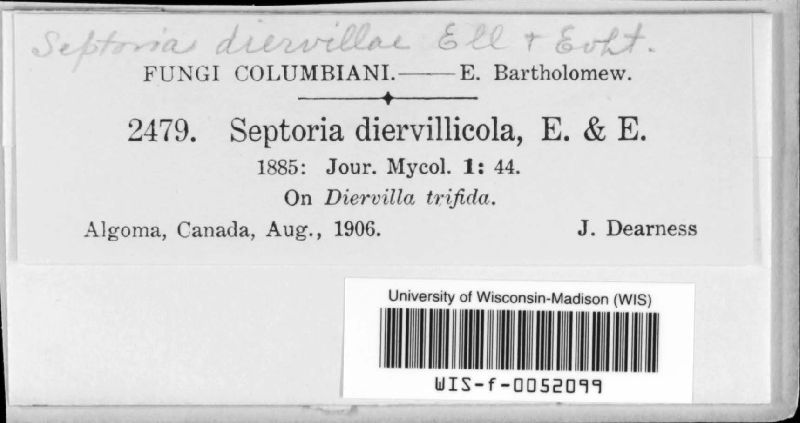 Septoria diervillae Ell & Evht.
FUNGI COLUMBIANI.——E. Bartholomew.
2479. Septoria diervillicola, E. & E.
1885: Jour. Mycol. 1: 44.
On Diervilla trifida.
Algoma, Canada, Aug., 1906. J. Dearness
University of Wisconsin-Madison (WIS)
WIS-f-0052099